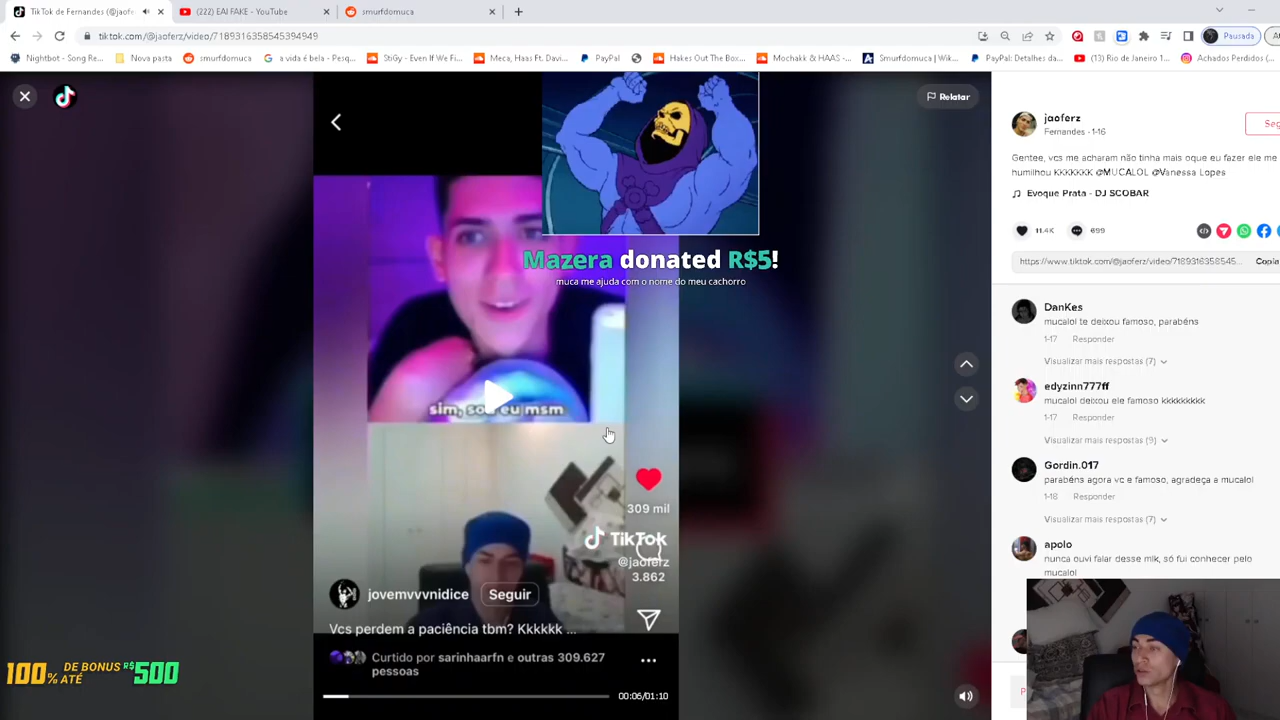 TikTok de Fernandes (@jaofe
(222) EAI FAKE - YouTube
smurfdomuca
tiktok.com/@jaoferz/video/7189316358545394949
Pausada
Nightbot - Song Re...
Nova pasta
smurfdomuca
a vida é bela - Pesq...
StiGy - Even If We Fi...
Meca, Haas Ft. Davi...
PayPal
Hakes Out The Box...
Mochakk & HAAS -...
Smurfdomuca | Wik...
PayPal: Detalhes da...
(13) Rio de Janeiro 1...
Achados Perdidos (...
Relatar
jaoferz
Fernandes · 1-16
Seg
Gentee, vcs me acharam não tinha mais oque eu fazer ele me
humilhou KKKKKKK @MUCALOL @Vanessa Lopes
Evoque Prata - DJ SCOBAR
11.4K
699
https://www.tiktok.com/@jaoferz/video/7189316358545...
Copia
Mazera donated R$5!
muca me ajuda com o nome do meu cachorro
sim, sou eu msm
309 mil
TikTok
@jaoferz
3.862
jovemvvvnidice
Seguir
Vcs perdem a paciência tbm? Kkkkkk ...
Curtido por sarinhaarfn e outras 309.627
pessoas
00:06/01:10
DanKes
mucalol te deixou famoso, parabéns
1-17 Responder
Visualizar mais respostas (7)
edyzinn777ff
mucalol deixou ele famoso kkkkkkkkk
1-17 Responder
Visualizar mais respostas (9)
Gordin.017
parabéns agora vc e famoso, agradeça a mucalol
1-18 Responder
Visualizar mais respostas (7)
apolo
nunca ouvi falar desse mlk, só fui conhecer pelo
mucalol
100% DE BONUS ATÉ R$500